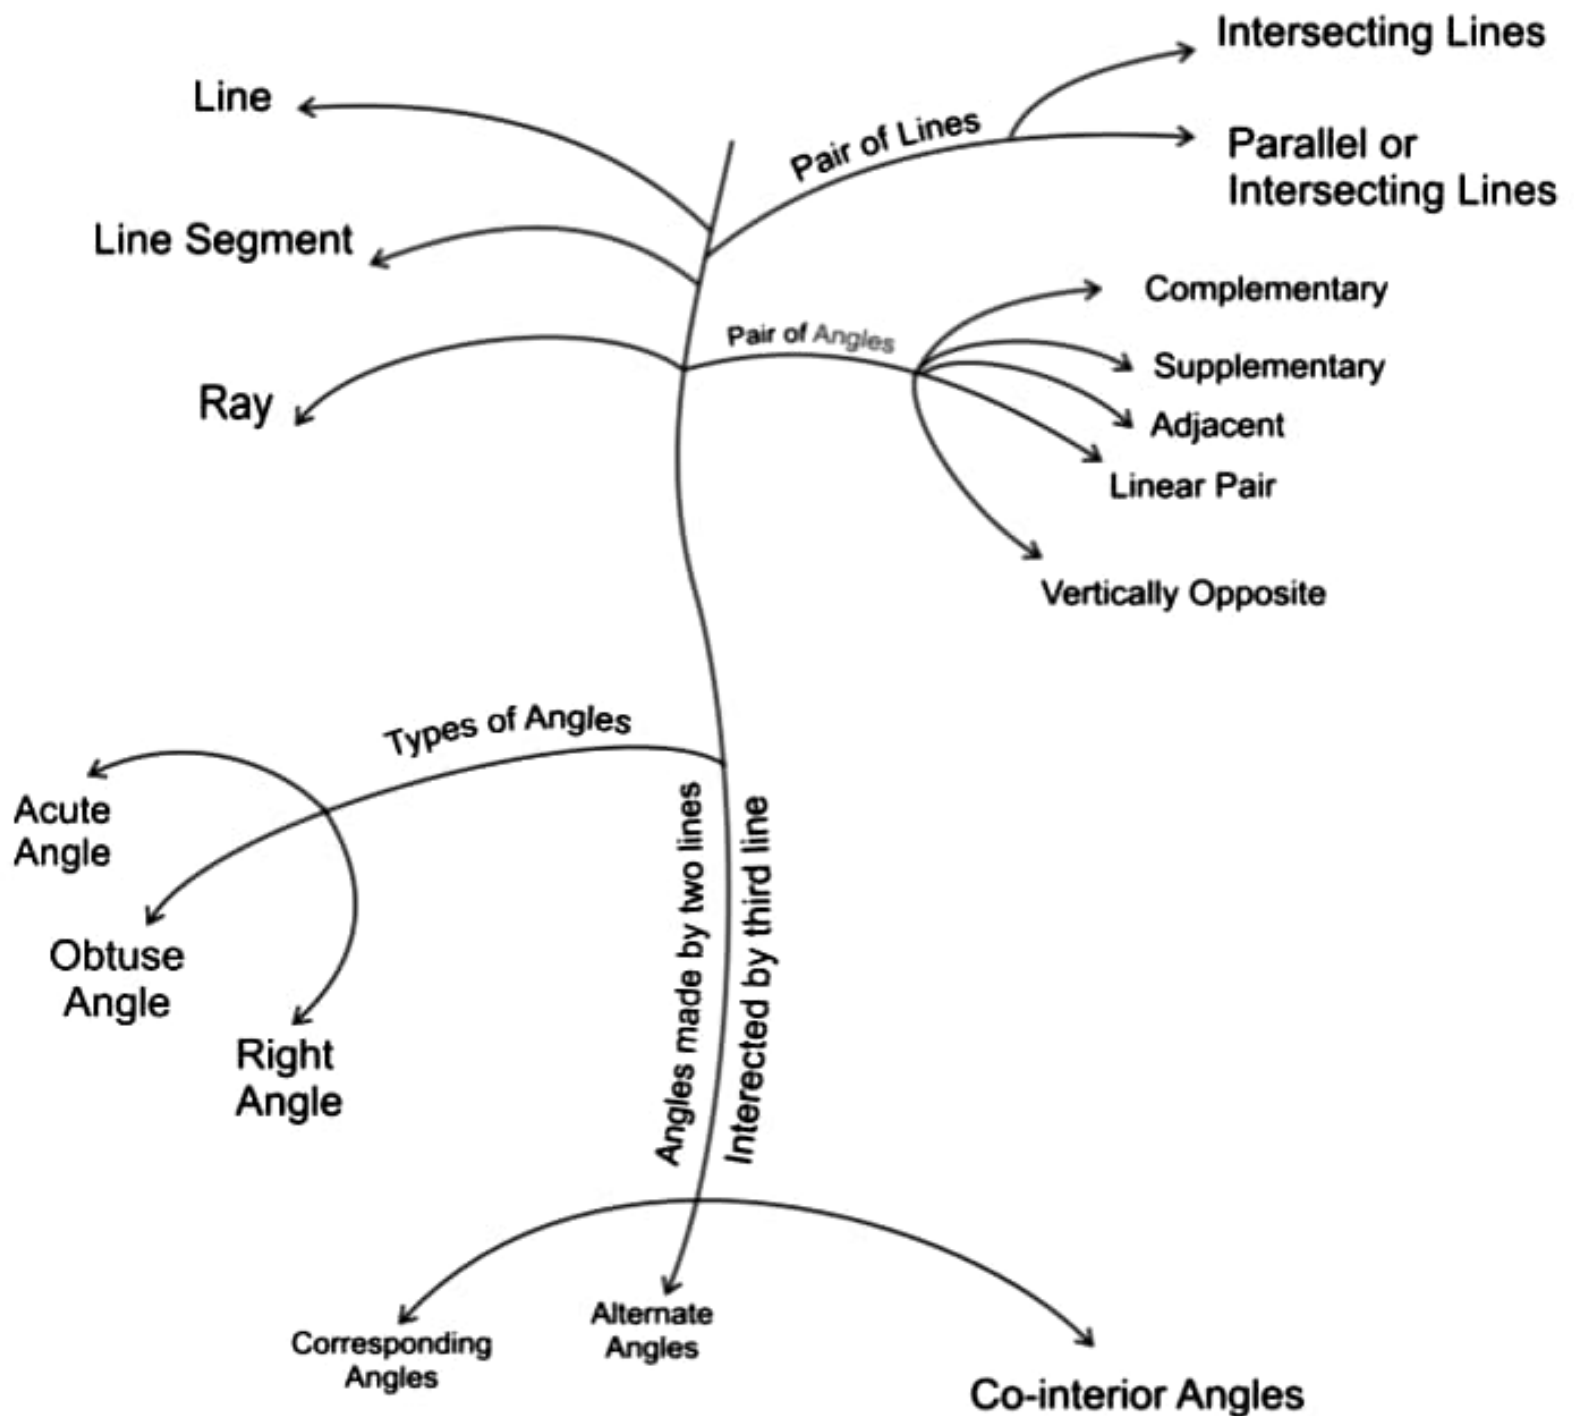 Intersecting Lines
Line
Pair of Lines
Parallel or
Intersecting Lines
Line Segment
Complementary
Pair of Angles
Supplementary
Ray
Adjacent
Linear Pair
Vertically Opposite
Types of Angles
Acute
Angle
Obtuse
Angle
Right
Angle
Angles made by two lines
Interected by third line
Corresponding
Angles
Alternate
Angles
Co-interior Angles